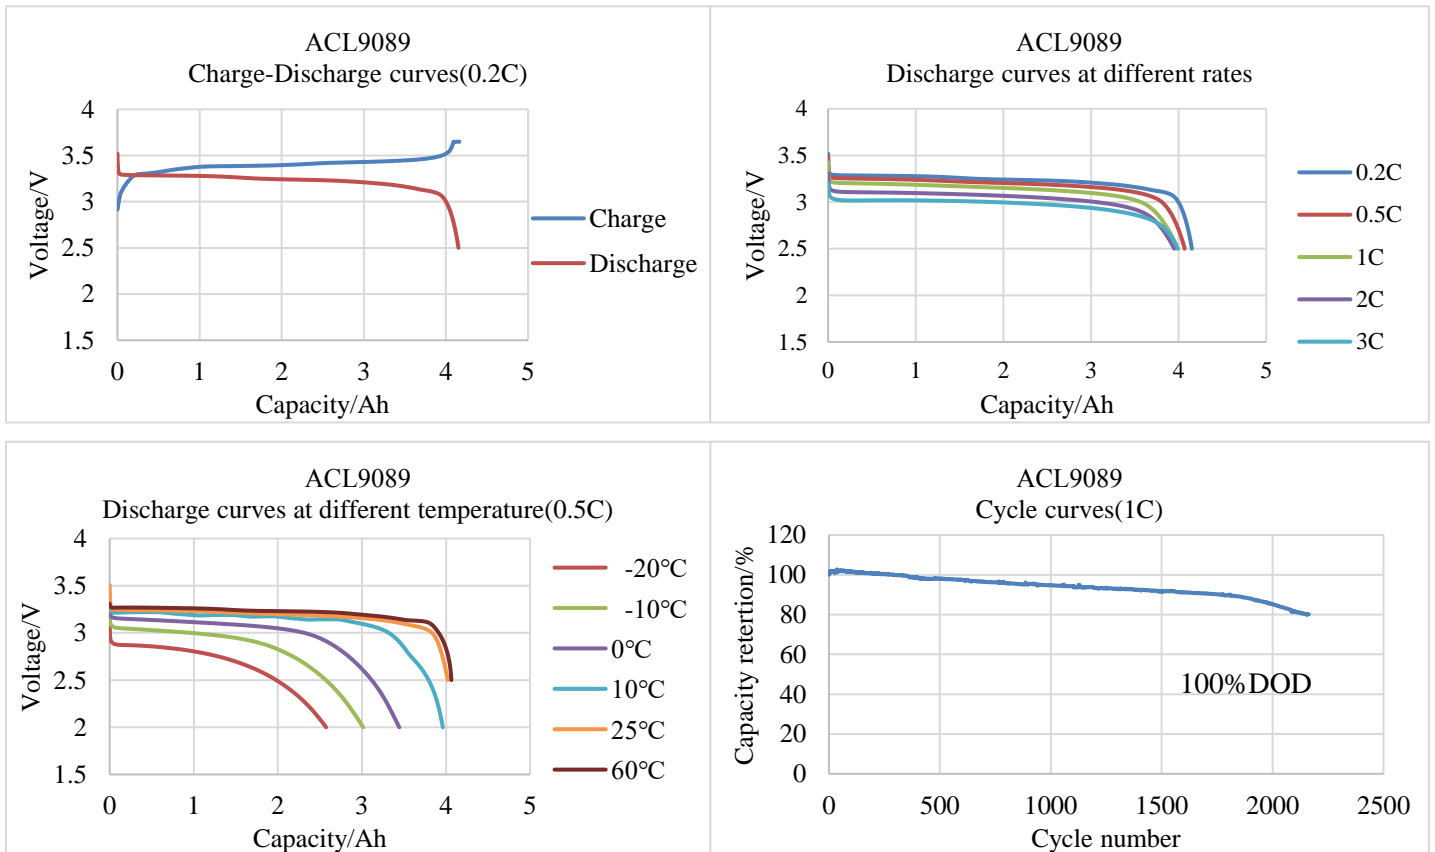 ACL9089
Charge-Discharge curves(0.2C)
4
3.5
3
2.5
2
1.5
Voltage/V
0 1 2 3 4 5
Capacity/Ah
Charge
Discharge
ACL9089
Discharge curves at different rates
4
3.5
3
2.5
2
1.5
Voltage/V
0 1 2 3 4 5
Capacity/Ah
0.2C
0.5C
1C
2C
3C
ACL9089
Discharge curves at different temperature(0.5C)
4
3.5
3
2.5
2
1.5
Voltage/V
0 1 2 3 4 5
Capacity/Ah
-20℃
-10℃
0℃
10℃
25℃
60℃
ACL9089
Cycle curves(1C)
120
100
80
60
40
20
0
Capacity retertion/%
100%DOD
0 500 1000 1500 2000 2500
Cycle number